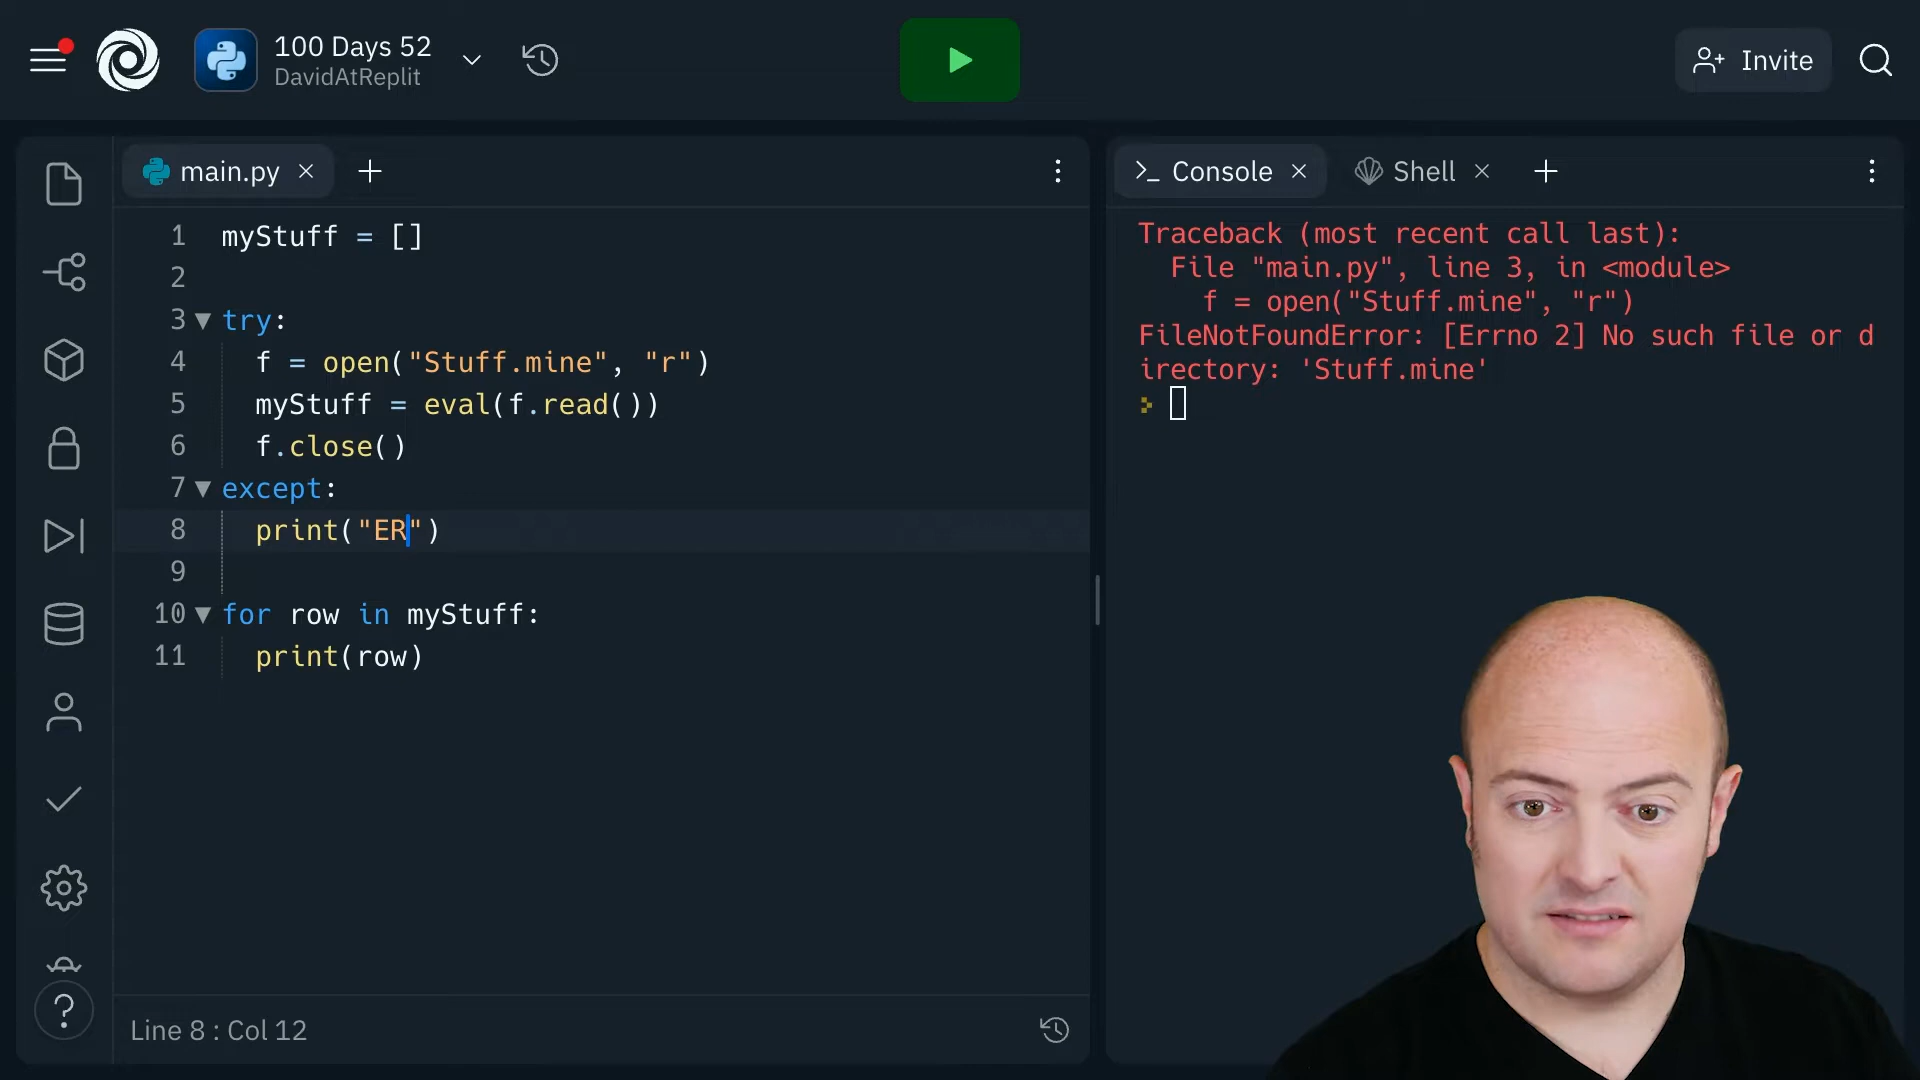 100 Days 52
DavidAtReplit
Invite
main.py
Console
Shell
1 myStuff = []
2
3 try:
4 f = open("Stuff.mine", "r")
5 myStuff = eval(f.read())
6 f.close()
7 except:
8 print("ER")
9
10 for row in myStuff:
11 print(row)
Line 8 : Col 12
Traceback (most recent call last):
File "main.py", line 3, in <module>
f = open("Stuff.mine", "r")
FileNotFoundError: [Errno 2] No such file or d
irectory: 'Stuff.mine'